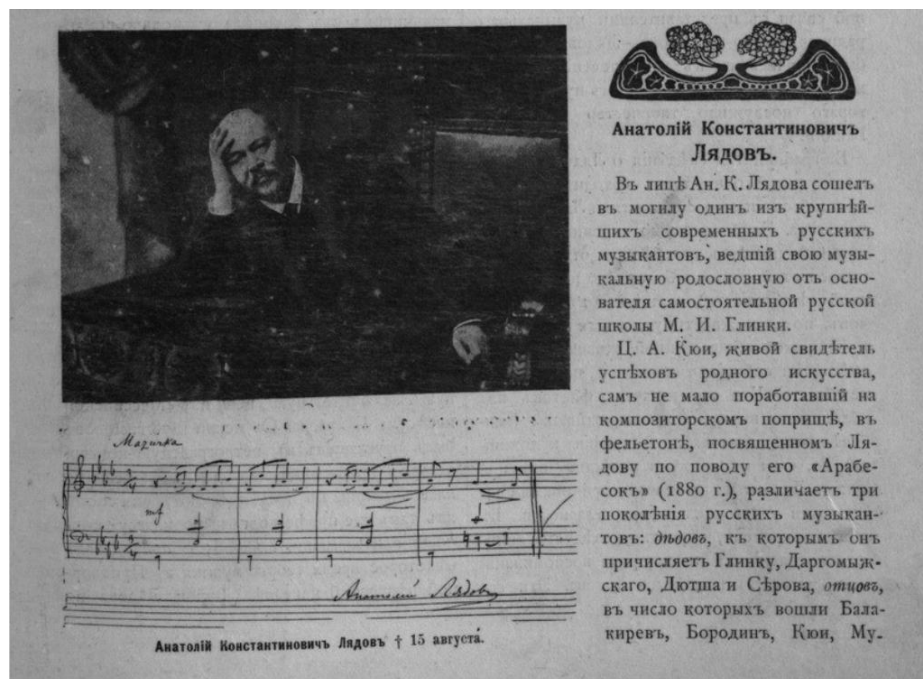 Анатолій Константиновичъ
Лядовъ.
Въ лицѣ Ан. К. Лядова сошелъ
въ могилу одинъ изъ крупнѣй-
шихъ современныхъ русскихъ
музыкантовъ, ведшій свою музы-
кальную родословную отъ осно-
вателя самостоятельной русской
школы М. И. Глинки.
Ц. А. Кюи, живой свидѣтель
успѣховъ родного искусства,
самъ не мало поработавшій на
композиторскомъ поприщѣ, въ
фельетонѣ, посвященномъ Ля-
дову по поводу его «Арабе-
сокъ» (1880 г.), различаетъ три
поколѣнія русскихъ музыкан-
товъ: дѣдовъ, къ которымъ онъ
причисляетъ Глинку, Даргомыж-
скаго, Дютша и Сѣрова, отцовъ,
въ число которыхъ вошли Бала-
киревъ, Бородинъ, Кюи, Му-
Мазурка
mf
Анатолій Лядовъ
Анатолій Константиновичъ Лядовъ † 15 августа.